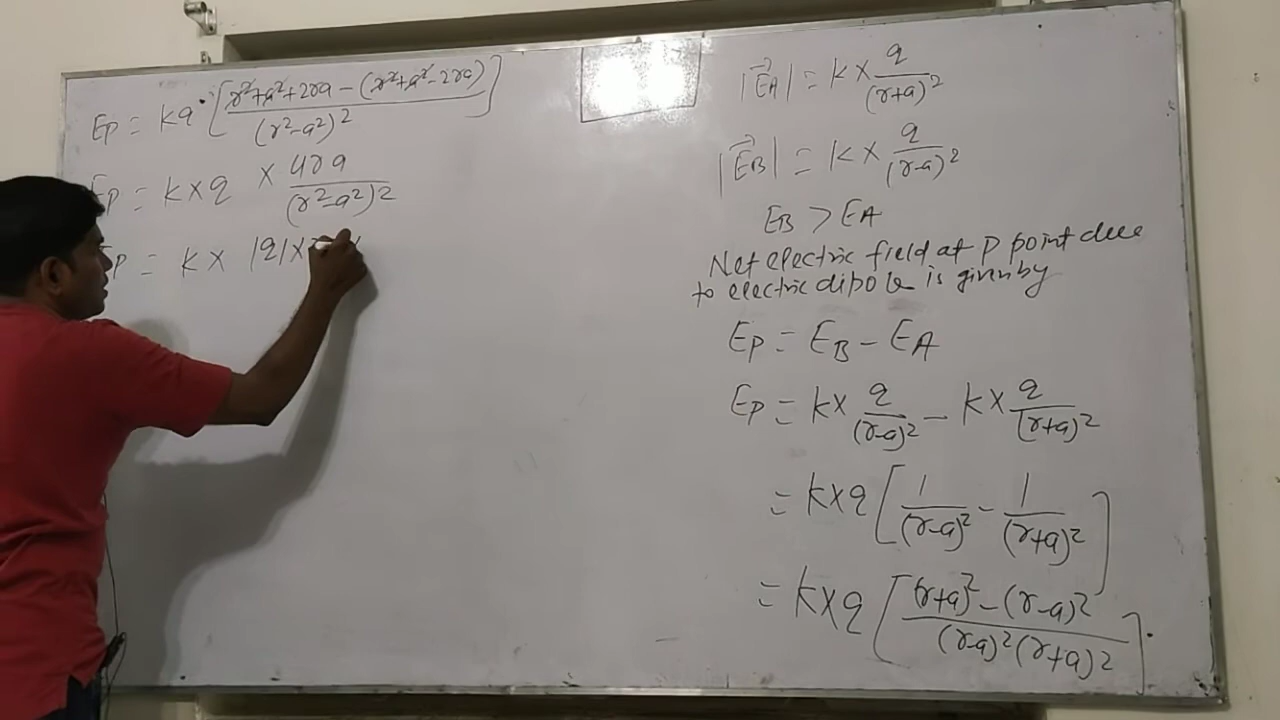 Ep = kq · [r²+a²+2ra − (r²+a²−2ra) / (r²−a²)²]
Ep = k×q × 4ra / (r²−a²)²
Ep = k× |q|×
|E⃗A| = k× q / (r+a)²
|E⃗B| = k× q / (r-a)²
EB > EA
Net electric field at P point due
to electric dipole is given by
Ep = EB − EA
Ep = k× q / (r-a)² − k× q / (r+a)²
= k×q [1 / (r-a)² − 1 / (r+a)²]
= k×q [(r+a)² − (r-a)² / (r-a)² (r+a)²]